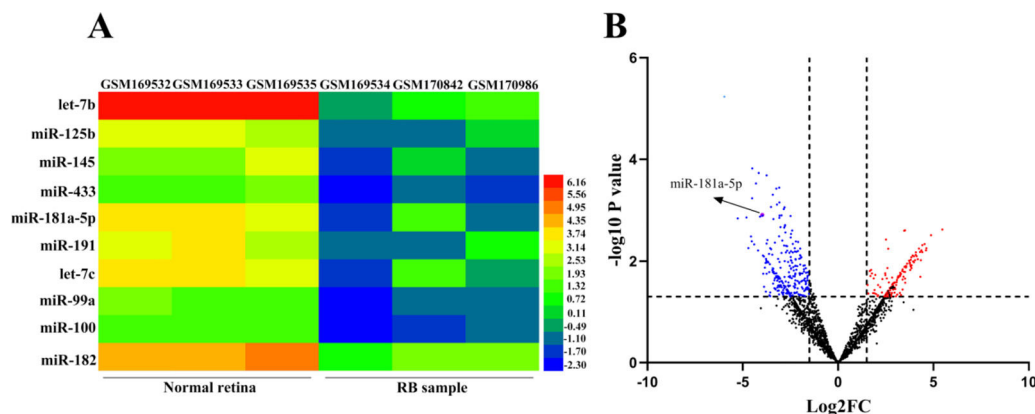 A
GSM169532 GSM169533 GSM169535 GSM169534 GSM170842 GSM170986
let-7b
miR-125b
miR-145
miR-433
miR-181a-5p
miR-191
let-7c
miR-99a
miR-100
miR-182
6.16
5.56
4.95
4.35
3.74
3.14
2.53
1.93
1.32
0.72
0.11
-0.49
-1.10
-1.70
-2.30
Normal retina RB sample
B
6
4
2
0
-log10 P value
miR-181a-5p
-10 -5 0 5 10
Log2FC